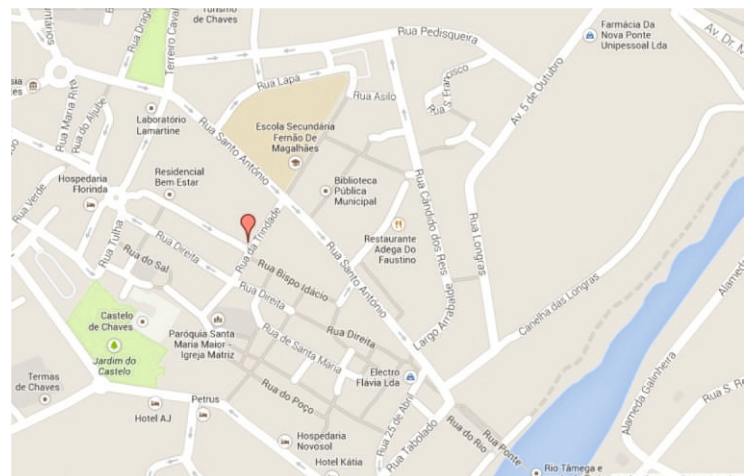 Turismo
de Chaves
Rua Drago
Terreiro Caval
Rua Pedisqueira
Farmácia Da
Nova Ponte
Unipessoal Lda
Av. Dr. M
Rua Lapa
Rua Asilo
Rua S. Francisco
Av. 5 de Outubro
Rua Maria Rita
Rua do Aljube
Laboratório
Lamartine
Escola Secundária
Fernão De
Magalhães
Rua Santo António
Residencial
Bem Estar
Biblioteca
Pública
Municipal
Hospedaria
Florinda
Rua Verde
Rua Cândido dos Reis
Rua Longras
Restaurante
Adega Do
Faustino
Rua da Trindade
Rua Tulha
Rua Direita
Rua do Sal
Rua Bispo Idácio
Rua Santo António
Rua Direita
Largo Arrabalde
Canelha das Longras
Alameda
Castelo
de Chaves
Paróquia Santa
Maria Maior -
Igreja Matriz
Rua Direita
Rua de Santa Maria
Jardim do
Castelo
Termas
de Chaves
Electro
Flávia Lda
Alameda Galinheira
Rua S. R
Rua do Poço
Petrus
Hotel AJ
Rua 25 de Abril
Rua Tabolado
Rua do Rio
Rua Ponte
Hospedaria
Novosol
Hotel Kátia
Rio Tâmega e